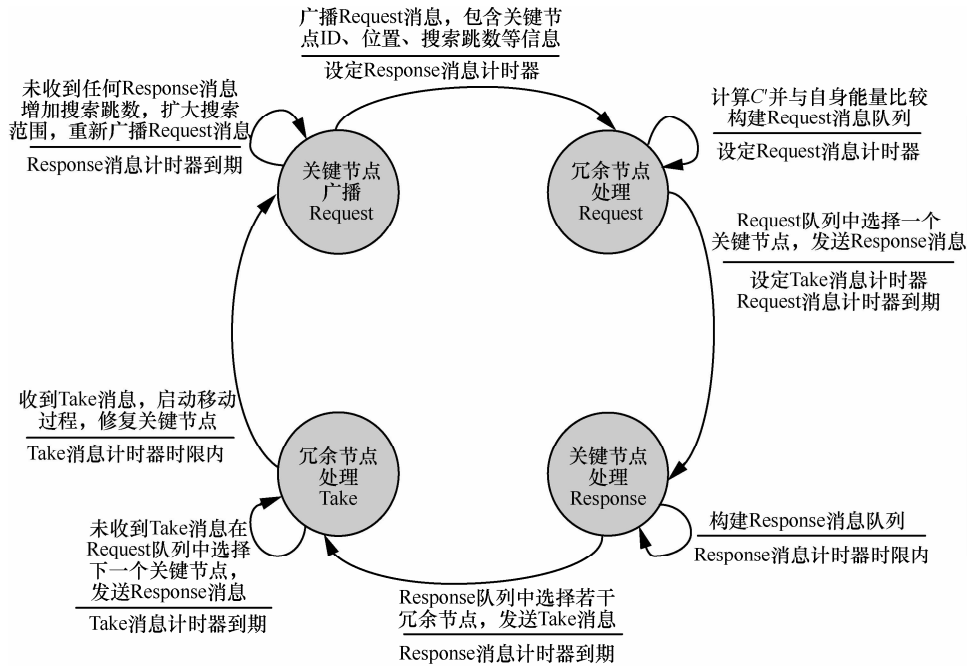 广播Request消息，包含关键节
点ID、位置、搜索跳数等信息
设定Response消息计时器
未收到任何Response消息
增加搜索跳数，扩大搜索
范围，重新广播Request消息
Response消息计时器到期
计算C′并与自身能量比较
构建Request消息队列
设定Request消息计时器
关键节点
广播
Request
冗余节点
处理
Request
Request队列中选择一个
关键节点，发送Response消息
设定Take消息计时器
Request消息计时器到期
收到Take消息，启动移动
过程，修复关键节点
Take消息计时器时限内
冗余节点
处理
Take
关键节点
处理
Response
未收到Take消息在
Request队列中选择
下一个关键节点，
发送Response消息
Take消息计时器到期
构建Response消息队列
Response消息计时器时限内
Response队列中选择若干
冗余节点，发送Take消息
Response消息计时器到期